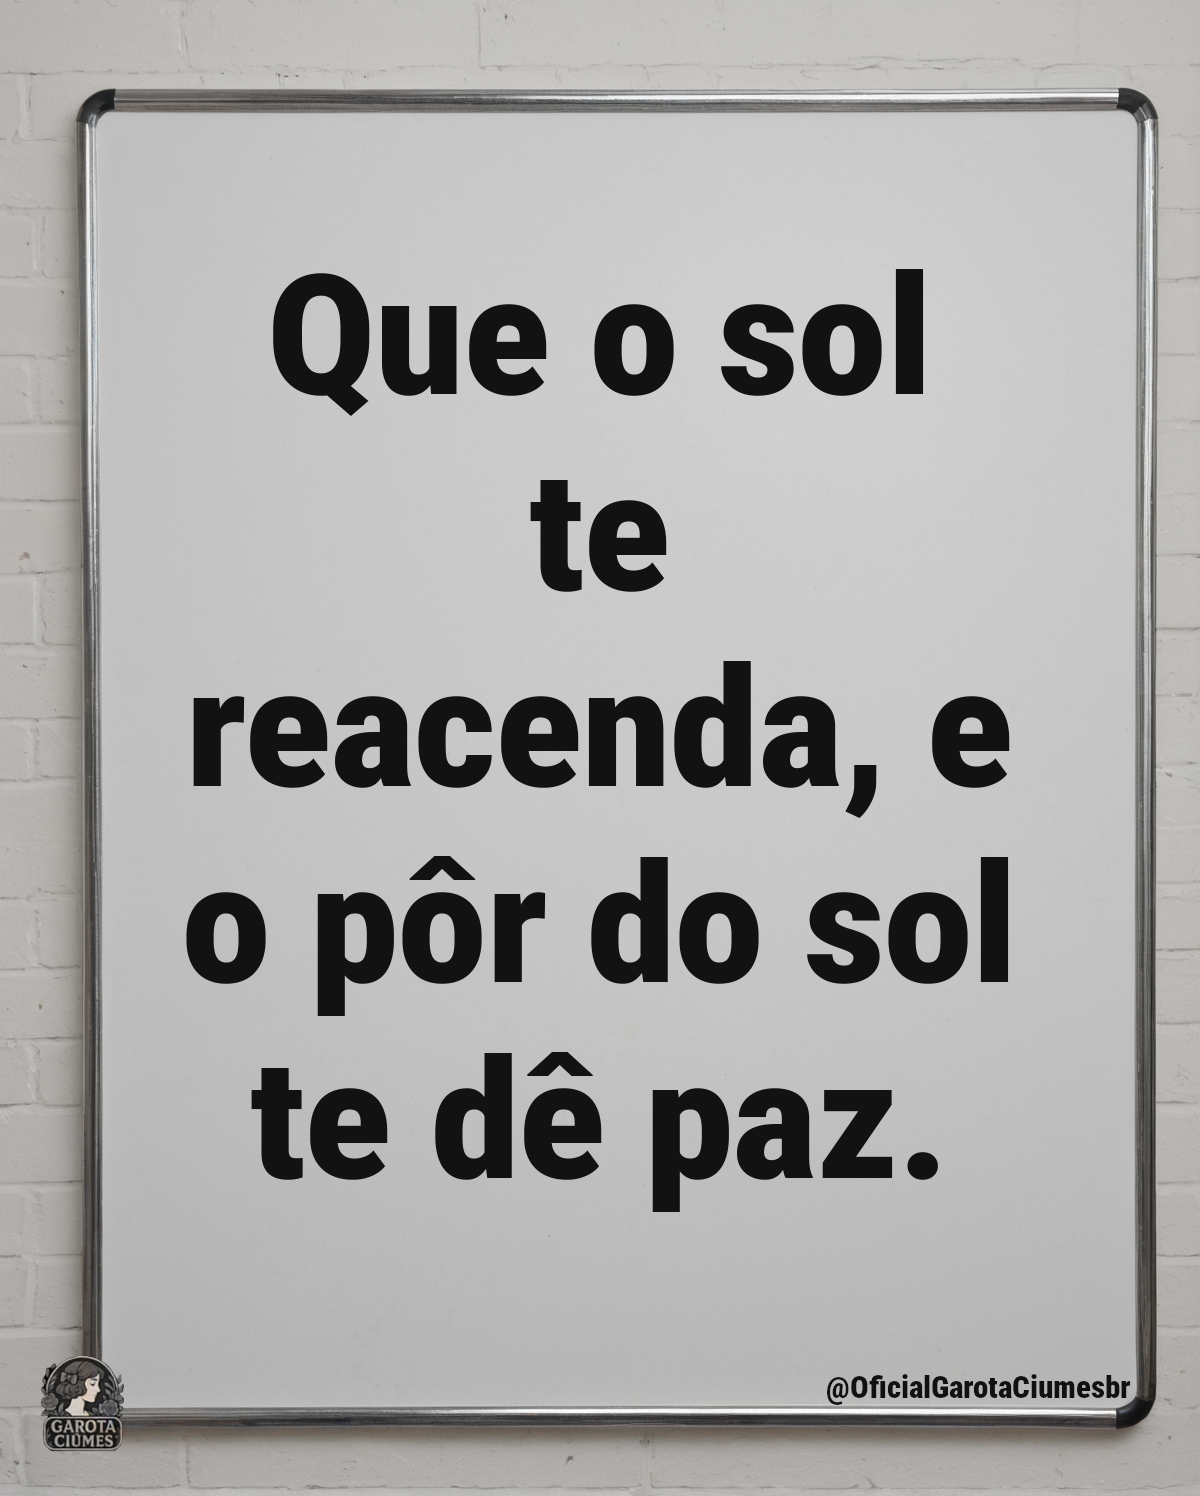 Que o sol
te
reacenda, e
o pôr do sol
te dê paz.
@OficialGarotaCiumesbr
GAROTA
CIÚMES